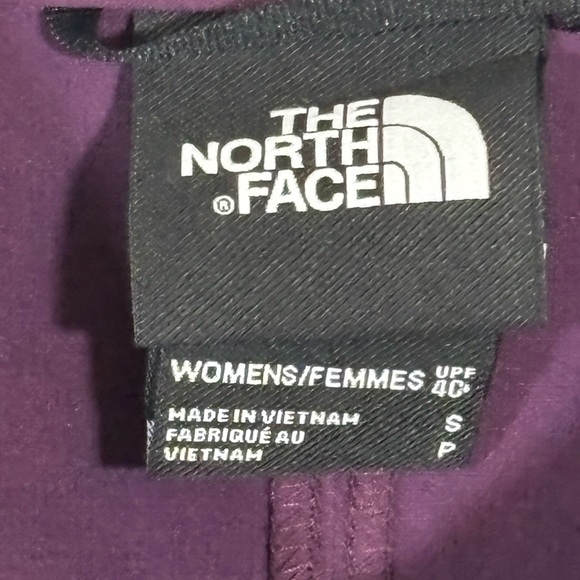 THE
NORTH
® FACE
WOMENS/FEMMES UPF
40+
MADE IN VIETNAM S
FABRIQUÉ AU
VIETNAM P